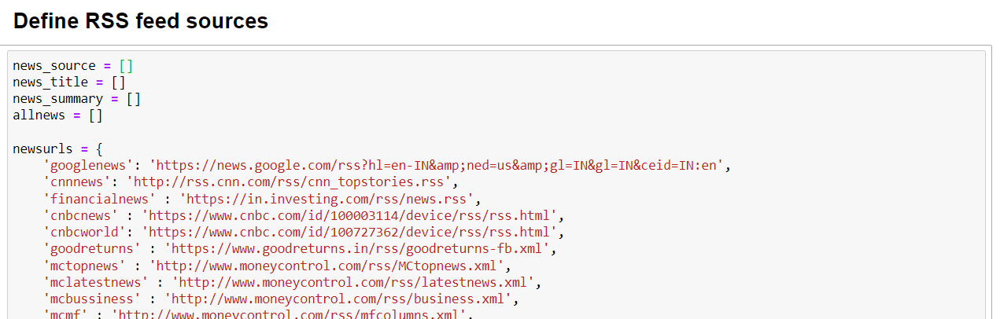 Define RSS feed sources
news_source = []
news_title = []
news_summary = []
allnews = []
newsurls = {
'googlenews': 'https://news.google.com/rss?hl=en-IN&amp;ned=us&amp;gl=IN&gl=IN&ceid=IN:en',
'cnnnews': 'http://rss.cnn.com/rss/cnn_topstories.rss',
'financialnews' : 'https://in.investing.com/rss/news.rss',
'cnbcnews' : 'https://www.cnbc.com/id/100003114/device/rss/rss.html',
'cnbcworld': 'https://www.cnbc.com/id/100727362/device/rss/rss.html',
'goodreturns' : 'https://www.goodreturns.in/rss/goodreturns-fb.xml',
'mctopnews' : 'http://www.moneycontrol.com/rss/MCtopnews.xml',
'mclatestnews' : 'http://www.moneycontrol.com/rss/latestnews.xml',
'mcbussiness' : 'http://www.moneycontrol.com/rss/business.xml',
'mcmf' : 'http://www.moneycontrol.com/rss/mfcolumns.xml',